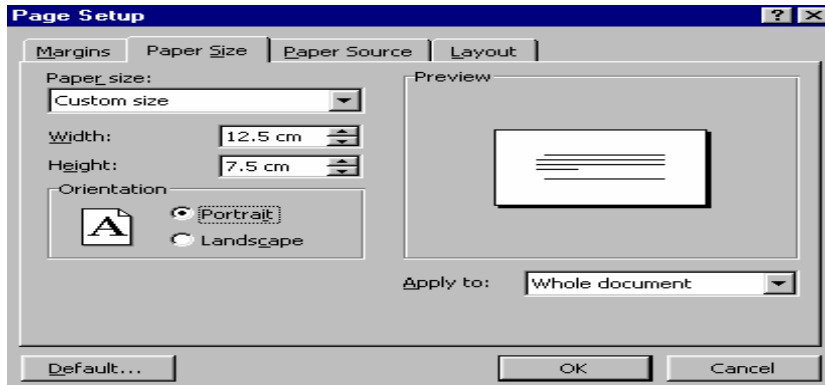 Page Setup
Margins Paper Size Paper Source Layout
Paper size:
Custom size
Width: 12.5 cm
Height: 7.5 cm
Orientation
A
Portrait
Landscape
Preview
Apply to: Whole document
Default... OK Cancel